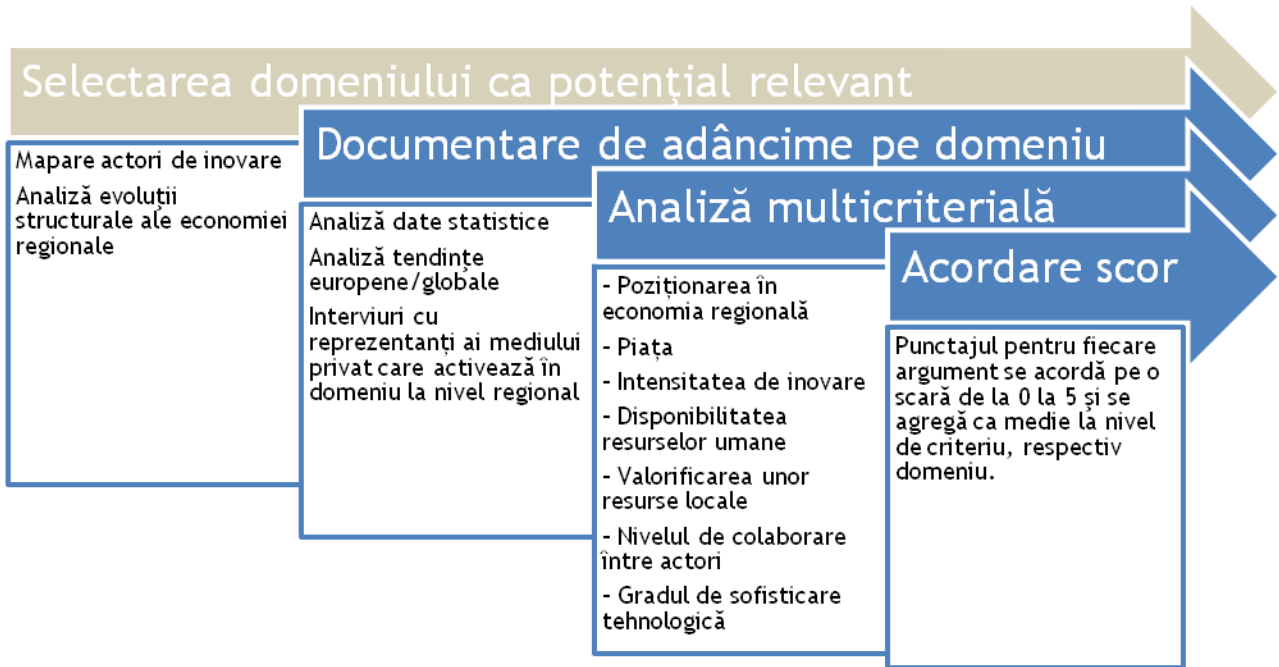 Selectarea domeniului ca potenţial relevant
Mapare actori de inovare
Analiză evoluţii
structurale ale economiei
regionale
Documentare de adâncime pe domeniu
Analiză date statistice
Analiză tendinţe
europene/globale
Interviuri cu
reprezentanți ai mediului
privat care activează în
domeniu la nivel regional
Analiză multicriterială
- Poziționarea în
economia regională
- Piața
- Intensitatea de inovare
- Disponibilitatea
resurselor umane
- Valorificarea unor
resurse locale
- Nivelul de colaborare
între actori
- Gradul de sofisticare
tehnologică
Acordare scor
Punctajul pentru fiecare
argument se acordă pe o
scară de la 0 la 5 şi se
agregă ca medie la nivel
de criteriu, respectiv
domeniu.